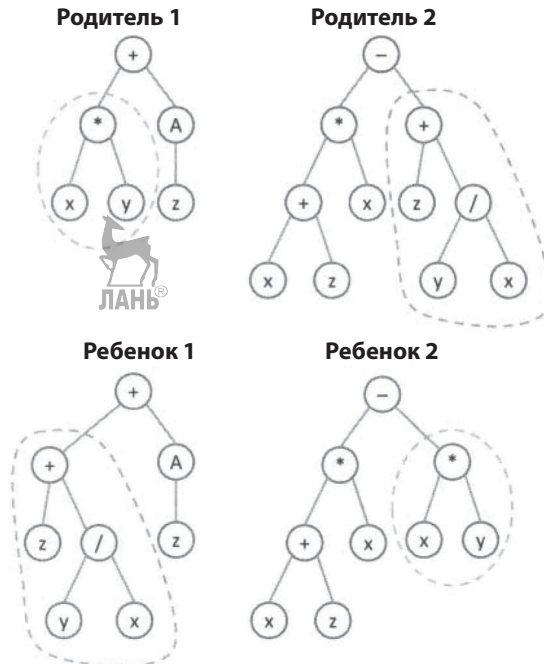 Родитель 1 Родитель 2
+ −
* A * +
x y z + x z /
x z y x
ЛАНЬ®
Ребенок 1 Ребенок 2
+ −
+ A * *
z / z + x x y
y x x z